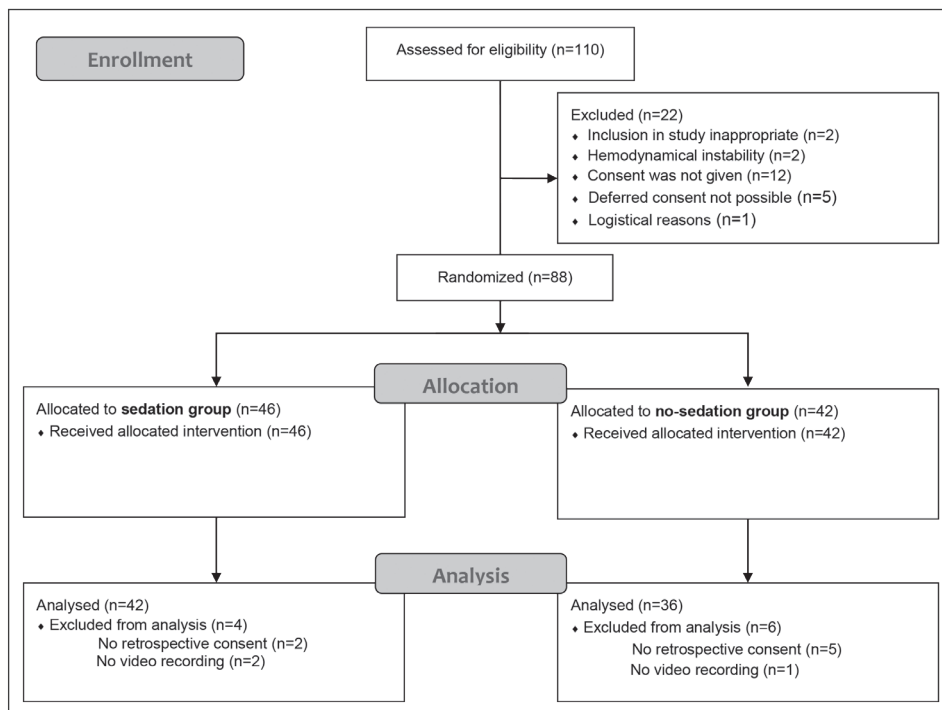 Enrollment
Assessed for eligibility (n=110)
Excluded (n=22)
♦ Inclusion in study inappropriate (n=2)
♦ Hemodynamical instability (n=2)
♦ Consent was not given (n=12)
♦ Deferred consent not possible (n=5)
♦ Logistical reasons (n=1)
Randomized (n=88)
Allocation
Allocated to sedation group (n=46)
♦ Received allocated intervention (n=46)
Allocated to no-sedation group (n=42)
♦ Received allocated intervention (n=42)
Analysis
Analysed (n=42)
♦ Excluded from analysis (n=4)
No retrospective consent (n=2)
No video recording (n=2)
Analysed (n=36)
♦ Excluded from analysis (n=6)
No retrospective consent (n=5)
No video recording (n=1)